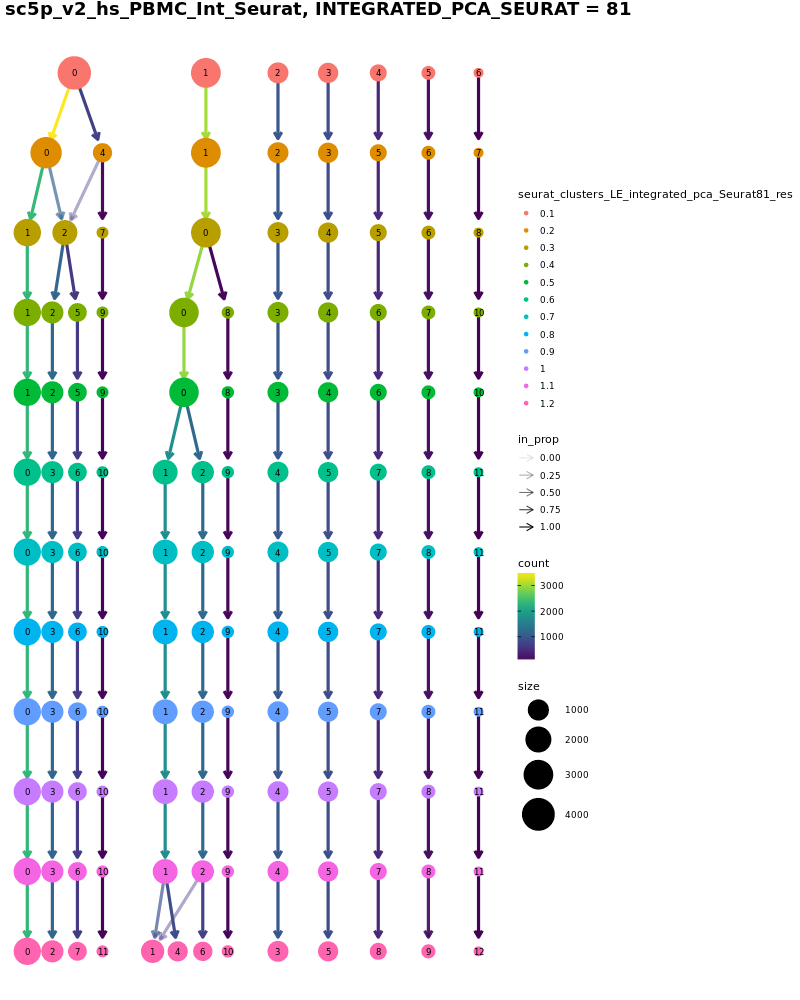 sc5p_v2_hs_PBMC_Int_Seurat, INTEGRATED_PCA_SEURAT = 81
0 1 2 3 4 5 6
0 4 1 2 3 5 6 7
1 2 7 0 3 4 5 6 8
1 2 5 9 0 8 3 4 6 7 10
1 2 5 9 0 8 3 4 6 7 10
0 3 6 10 1 2 9 4 5 7 8 11
0 3 6 10 1 2 9 4 5 7 8 11
0 3 6 10 1 2 9 4 5 7 8 11
0 3 6 10 1 2 9 4 5 7 8 11
0 3 6 10 1 2 9 4 5 7 8 11
0 3 6 10 1 2 9 4 5 7 8 11
0 2 7 11 1 4 6 10 3 5 8 9 12
seurat_clusters_LE_integrated_pca_Seurat81_res
0.1
0.2
0.3
0.4
0.5
0.6
0.7
0.8
0.9
1
1.1
1.2
in_prop
0.00
0.25
0.50
0.75
1.00
count
3000
2000
1000
size
1000
2000
3000
4000